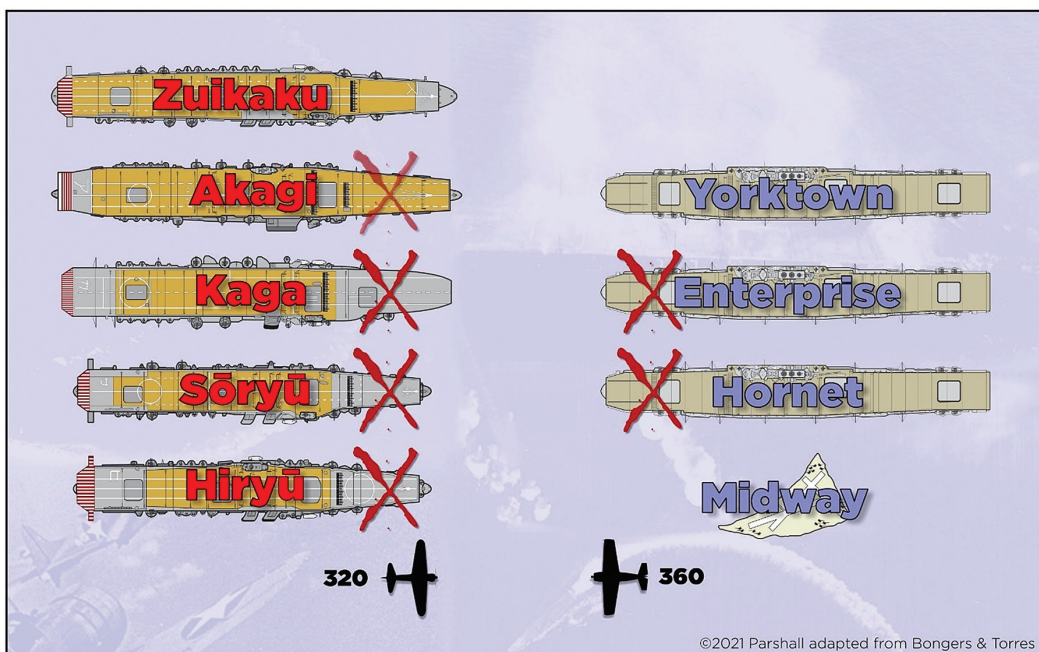 Zuikaku
Akagi
Kaga
Sōryū
Hiryū
320
Yorktown
Enterprise
Hornet
Midway
360
©2021 Parshall adapted from Bongers & Torres